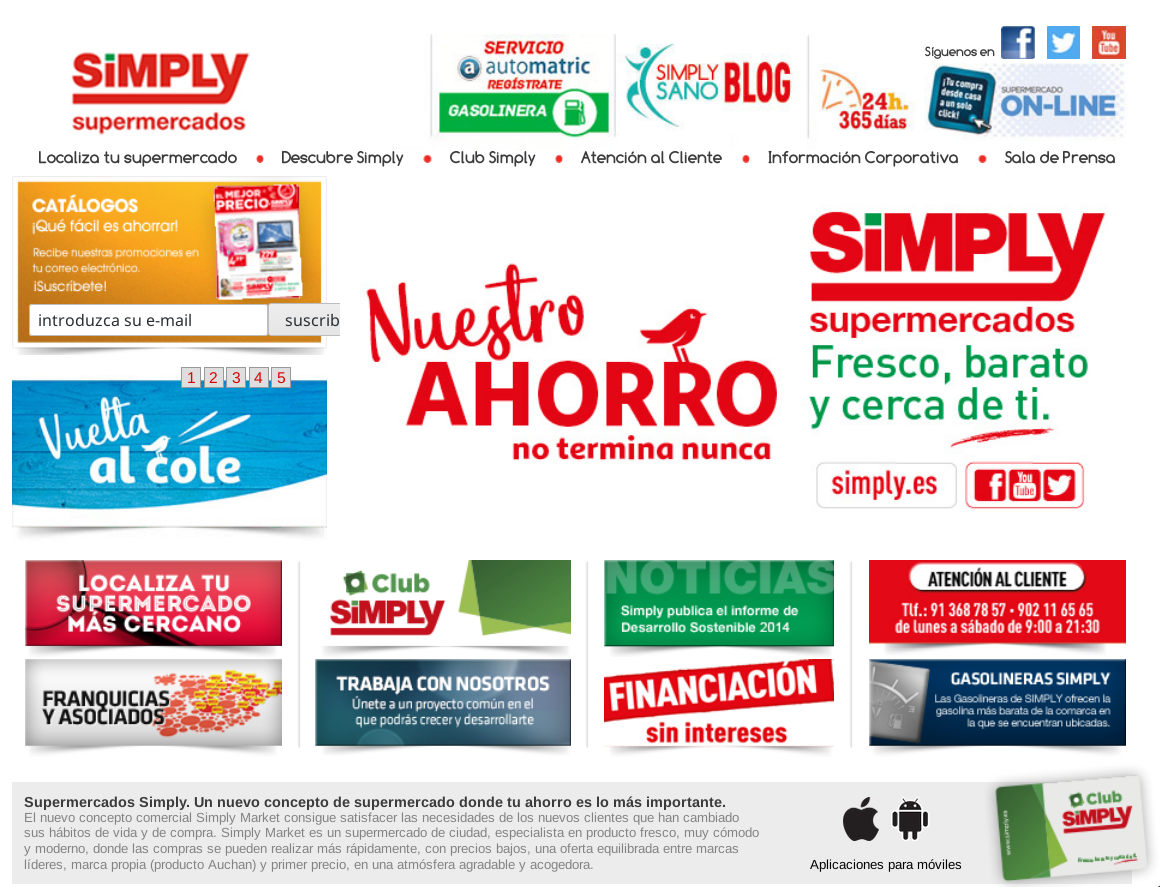 SiMPLY
supermercados
SERVICIO
automatric
REGÍSTRATE
GASOLINERA
SIMPLY
SANO BLOG
24h.
365días
Síguenos en
You
Tube
¡Tu compra
desde casa
a un solo
click!
SUPERMERCADO
ON-LINE
Localiza tu supermercado
Descubre Simply
Club Simply
Atención al Cliente
Información Corporativa
Sala de Prensa
CATÁLOGOS
¡Qué fácil es ahorrar!
Recibe nuestras promociones en
tu correo electrónico.
¡Suscríbete!
EL MEJOR
PRECIO
introduzca su e-mail
suscrib
1 2 3 4 5
Vuelta
al cole
Nuestro
AHORRO
no termina nunca
SiMPLY
supermercados
Fresco, barato
y cerca de ti.
simply.es
You
Tube
LOCALIZA TU
SUPERMERCADO
MÁS CERCANO
Club
SiMPLY
NOTICIAS
Simply publica el informe de
Desarrollo Sostenible 2014
ATENCIÓN AL CLIENTE
Tlf.: 91 368 78 57 • 902 11 65 65
de lunes a sábado de 9:00 a 21:30
FRANQUICIAS
Y ASOCIADOS
TRABAJA CON NOSOTROS
Únete a un proyecto común en el
que podrás crecer y desarrollarte
FINANCIACIÓN
sin intereses
GASOLINERAS SIMPLY
Las Gasolineras de SIMPLY ofrecen la
gasolina más barata de la comarca en
la que se encuentran ubicadas.
Supermercados Simply. Un nuevo concepto de supermercado donde tu ahorro es lo más importante.
El nuevo concepto comercial Simply Market consigue satisfacer las necesidades de los nuevos clientes que han cambiado
sus hábitos de vida y de compra. Simply Market es un supermercado de ciudad, especialista en producto fresco, muy cómodo
y moderno, donde las compras se pueden realizar más rápidamente, con precios bajos, una oferta equilibrada entre marcas
líderes, marca propia (producto Auchan) y primer precio, en una atmósfera agradable y acogedora.
Aplicaciones para móviles
Club
SiMPLY